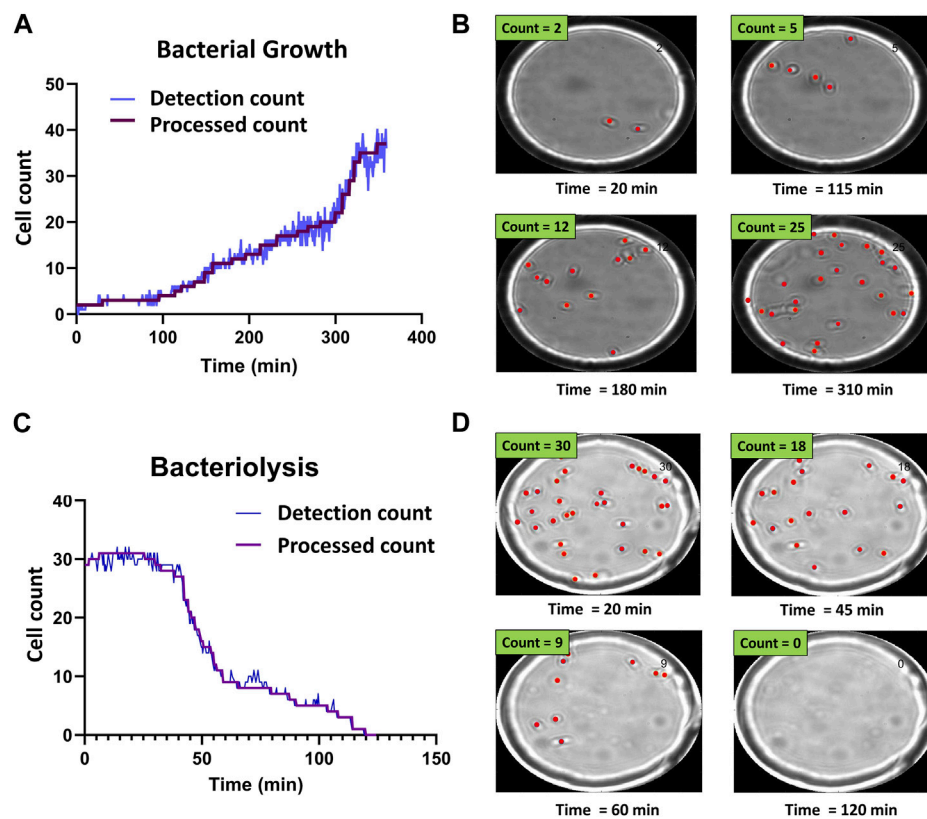 A
Bacterial Growth
Detection count
Processed count
50
40
30
20
10
0
Cell count
0
100
200
300
400
Time (min)
B
Count = 2
2
Time = 20 min
Count = 5
5
Time = 115 min
Count = 12
12
Time = 180 min
Count = 25
25
Time = 310 min
C
Bacteriolysis
Detection count
Processed count
40
30
20
10
0
Cell count
0
50
100
150
Time (min)
D
Count = 30
30
Time = 20 min
Count = 18
18
Time = 45 min
Count = 9
9
Time = 60 min
Count = 0
0
Time = 120 min